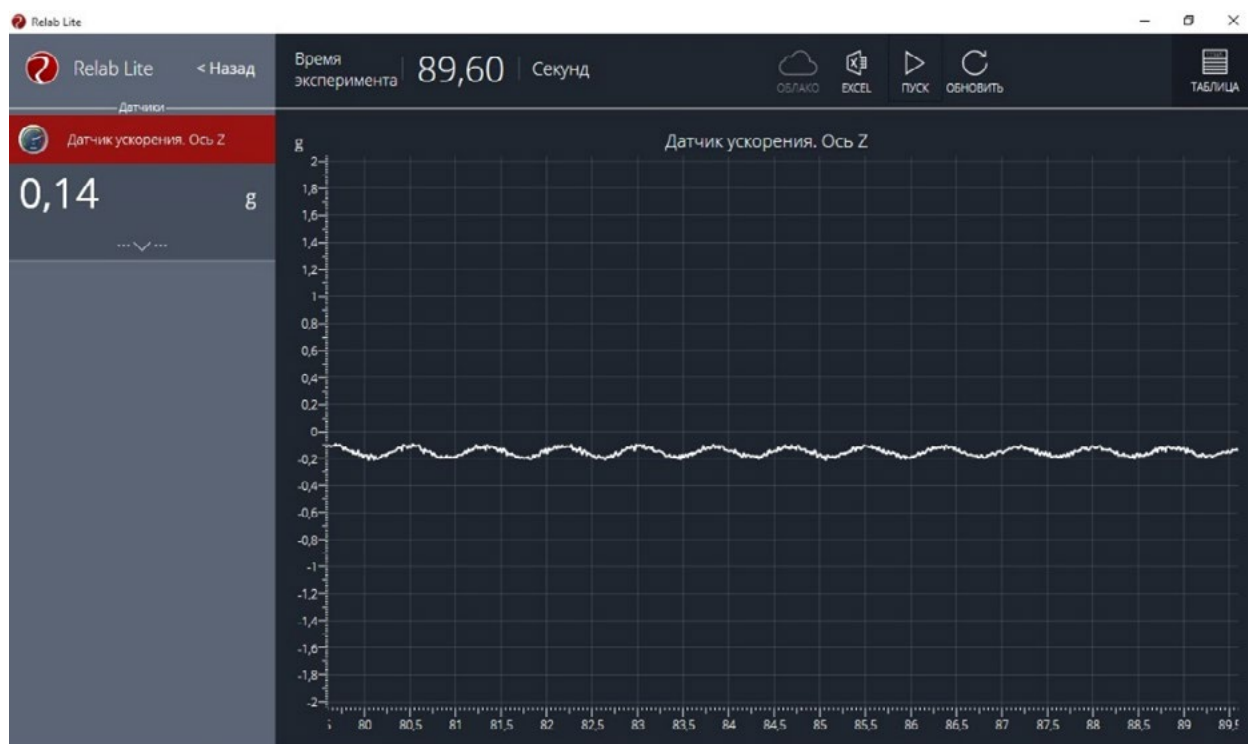 Relab Lite
Relab Lite < Назад
Время
эксперимента 89,60 Секунд
ОБЛАКО EXCEL ПУСК ОБНОВИТЬ ТАБЛИЦА
Датчики
Датчик ускорения. Ось Z
0,14 g
g Датчик ускорения. Ось Z
2
1,8
1,6
1,4
1,2
1
0,8
0,6
0,4
0,2
0
-0,2
-0,4
-0,6
-0,8
-1
-1,2
-1,4
-1,6
-1,8
-2
80 80,5 81 81,5 82 82,5 83 83,5 84 84,5 85 85,5 86 86,5 87 87,5 88 88,5 89 89,5